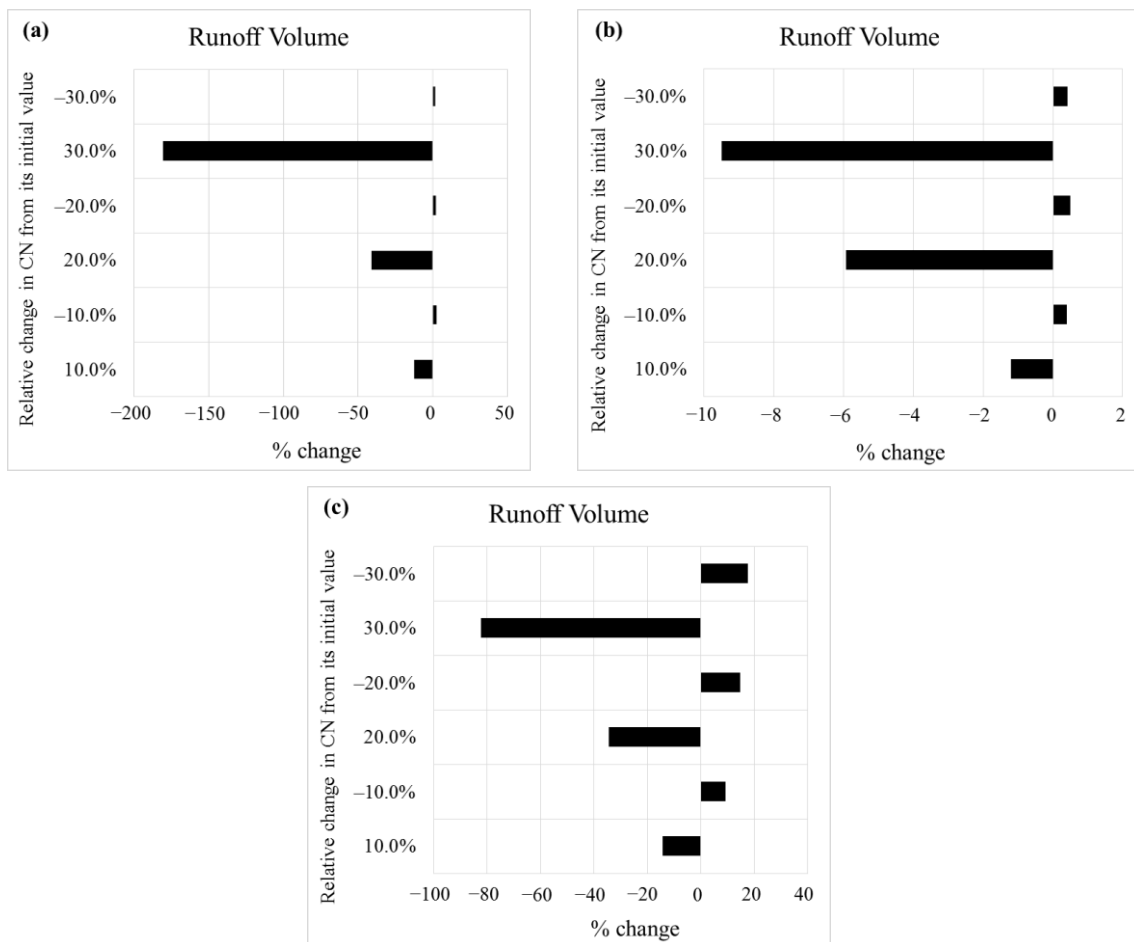 (a)
Runoff Volume
Relative change in CN from its initial value
−30.0%
30.0%
−20.0%
20.0%
−10.0%
10.0%
−200 −150 −100 −50 0 50
% change
(b)
Runoff Volume
Relative change in CN from its initial value
−30.0%
30.0%
−20.0%
20.0%
−10.0%
10.0%
−10 −8 −6 −4 −2 0 2
% change
(c)
Runoff Volume
Relative change in CN from its initial value
−30.0%
30.0%
−20.0%
20.0%
−10.0%
10.0%
−100 −80 −60 −40 −20 0 20 40
% change